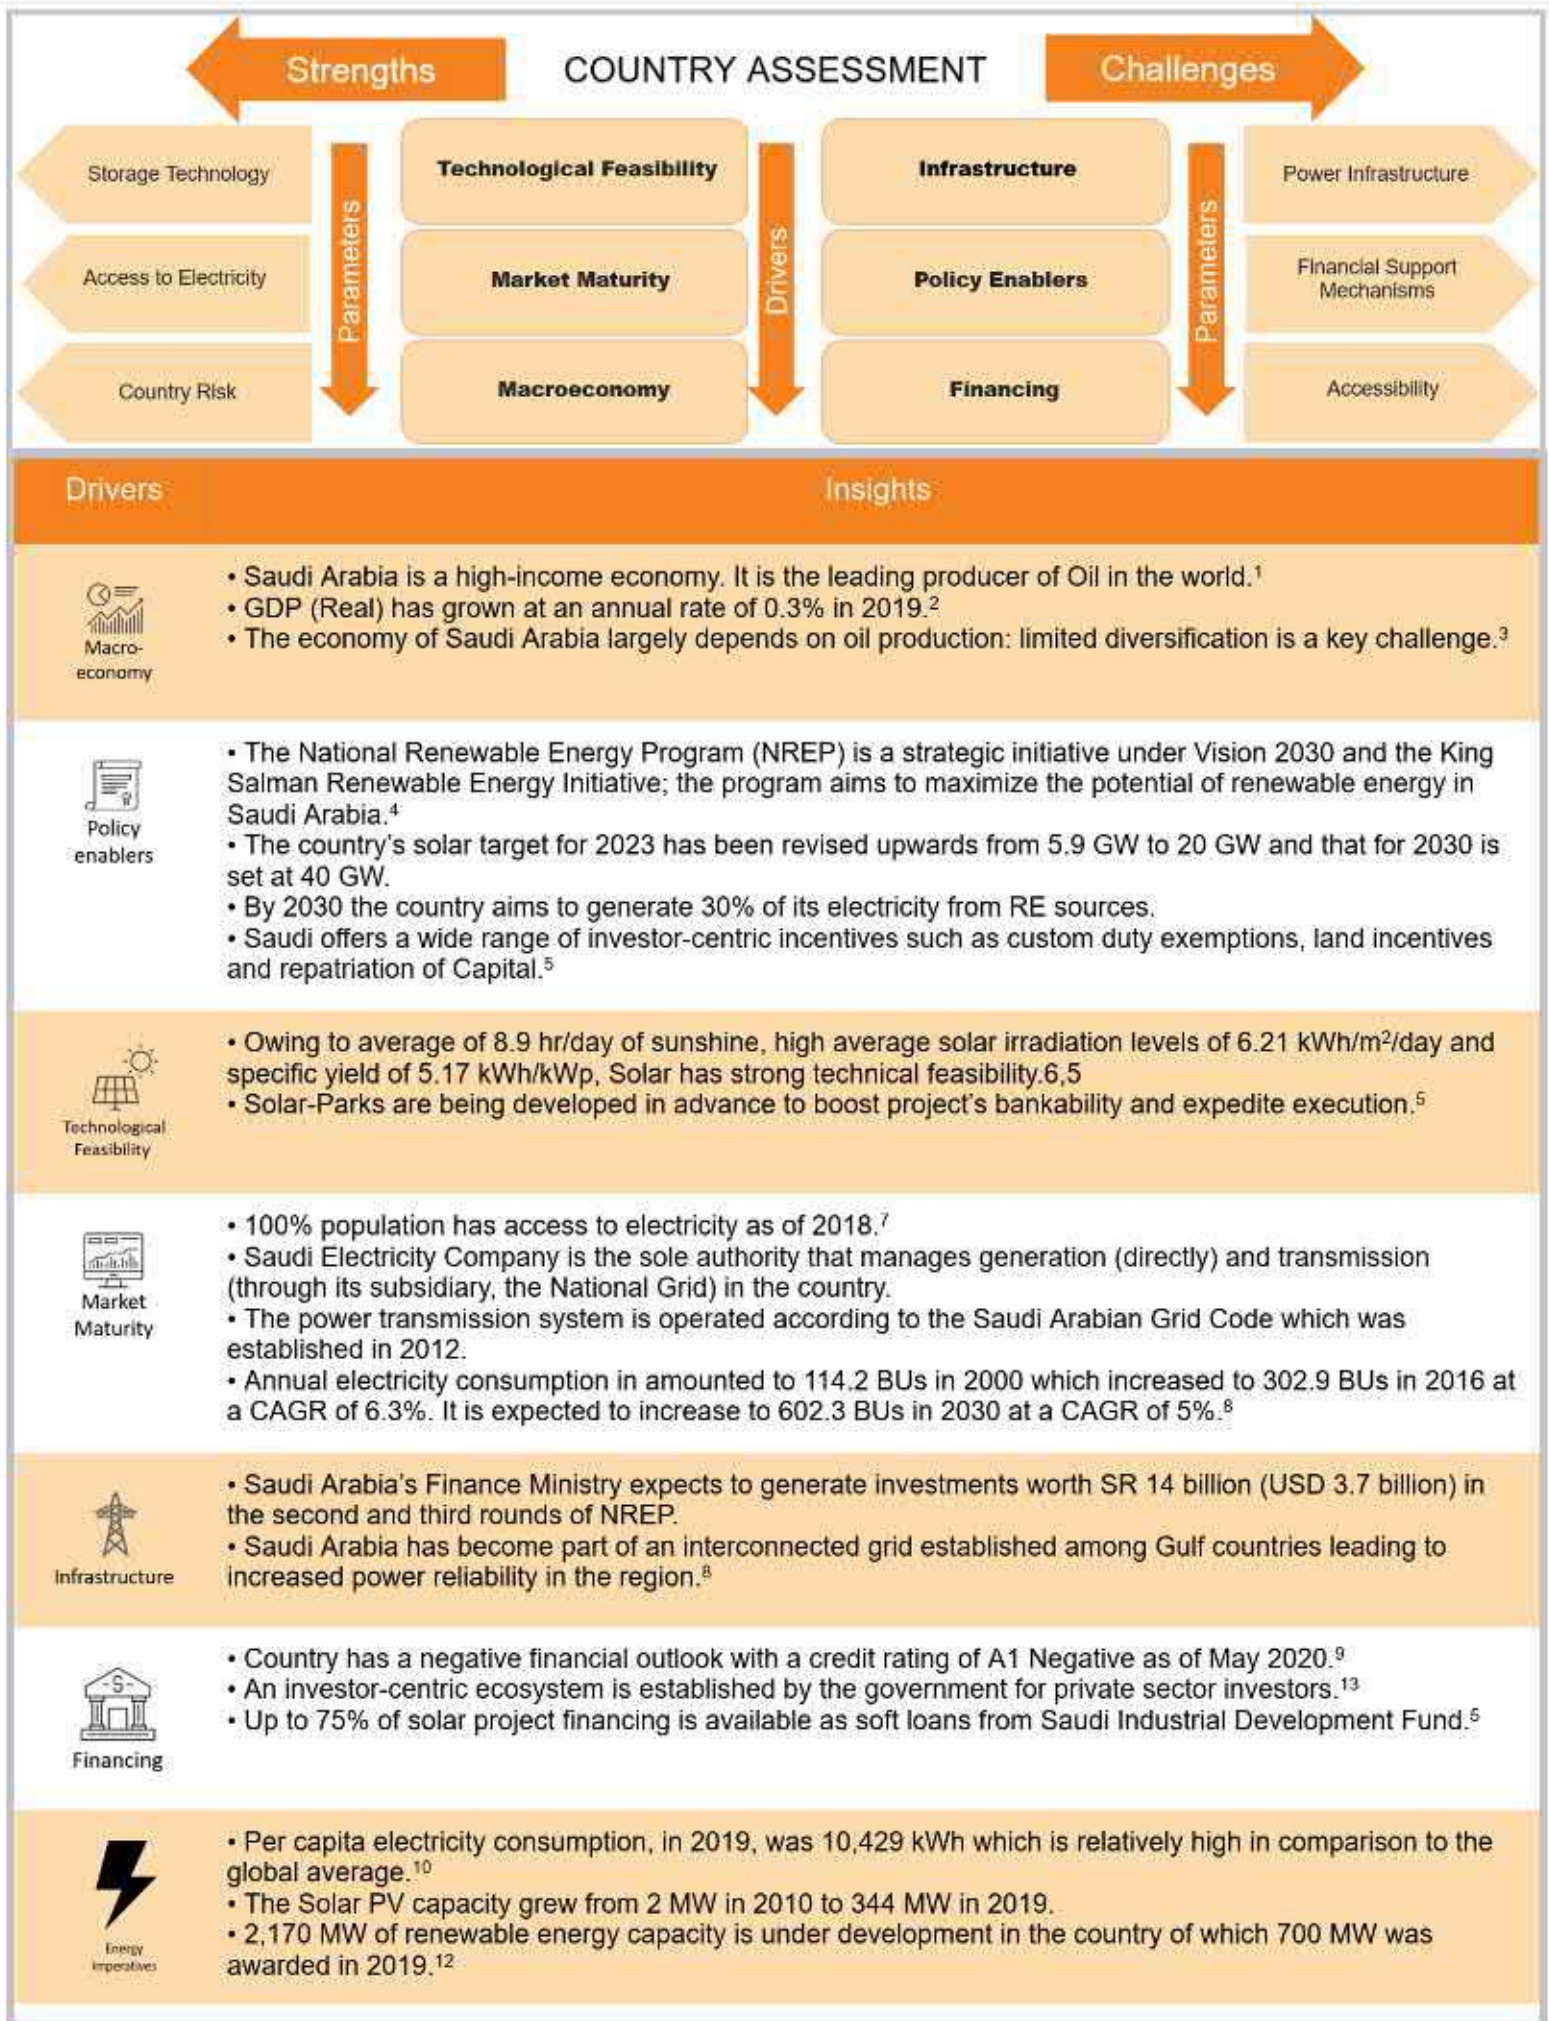 Strengths
COUNTRY ASSESSMENT
Challenges
Storage Technology
Parameters
Technological Feasibility
Drivers
Infrastructure
Parameters
Power Infrastructure
Access to Electricity
Market Maturity
Policy Enablers
Financial Support
Mechanisms
Country Risk
Macroeconomy
Financing
Accessibility
Drivers
Insights
Macro-
economy
• Saudi Arabia is a high-income economy. It is the leading producer of Oil in the world.¹
• GDP (Real) has grown at an annual rate of 0.3% in 2019.²
• The economy of Saudi Arabia largely depends on oil production: limited diversification is a key challenge.³
Policy
enablers
• The National Renewable Energy Program (NREP) is a strategic initiative under Vision 2030 and the King
Salman Renewable Energy Initiative; the program aims to maximize the potential of renewable energy in
Saudi Arabia.⁴
• The country's solar target for 2023 has been revised upwards from 5.9 GW to 20 GW and that for 2030 is
set at 40 GW.
• By 2030 the country aims to generate 30% of its electricity from RE sources.
• Saudi offers a wide range of investor-centric incentives such as custom duty exemptions, land incentives
and repatriation of Capital.⁵
Technological
Feasibility
• Owing to average of 8.9 hr/day of sunshine, high average solar irradiation levels of 6.21 kWh/m²/day and
specific yield of 5.17 kWh/kWp, Solar has strong technical feasibility.6,5
• Solar-Parks are being developed in advance to boost project's bankability and expedite execution.⁵
Market
Maturity
• 100% population has access to electricity as of 2018.⁷
• Saudi Electricity Company is the sole authority that manages generation (directly) and transmission
(through its subsidiary, the National Grid) in the country.
• The power transmission system is operated according to the Saudi Arabian Grid Code which was
established in 2012.
• Annual electricity consumption in amounted to 114.2 BUs in 2000 which increased to 302.9 BUs in 2016 at
a CAGR of 6.3%. It is expected to increase to 602.3 BUs in 2030 at a CAGR of 5%.⁸
Infrastructure
• Saudi Arabia's Finance Ministry expects to generate investments worth SR 14 billion (USD 3.7 billion) in
the second and third rounds of NREP.
• Saudi Arabia has become part of an interconnected grid established among Gulf countries leading to
increased power reliability in the region.⁸
-S-
Financing
• Country has a negative financial outlook with a credit rating of A1 Negative as of May 2020.⁹
• An investor-centric ecosystem is established by the government for private sector investors.¹³
• Up to 75% of solar project financing is available as soft loans from Saudi Industrial Development Fund.⁵
Energy
Imperatives
• Per capita electricity consumption, in 2019, was 10,429 kWh which is relatively high in comparison to the
global average.¹⁰
• The Solar PV capacity grew from 2 MW in 2010 to 344 MW in 2019.
• 2,170 MW of renewable energy capacity is under development in the country of which 700 MW was
awarded in 2019.¹²